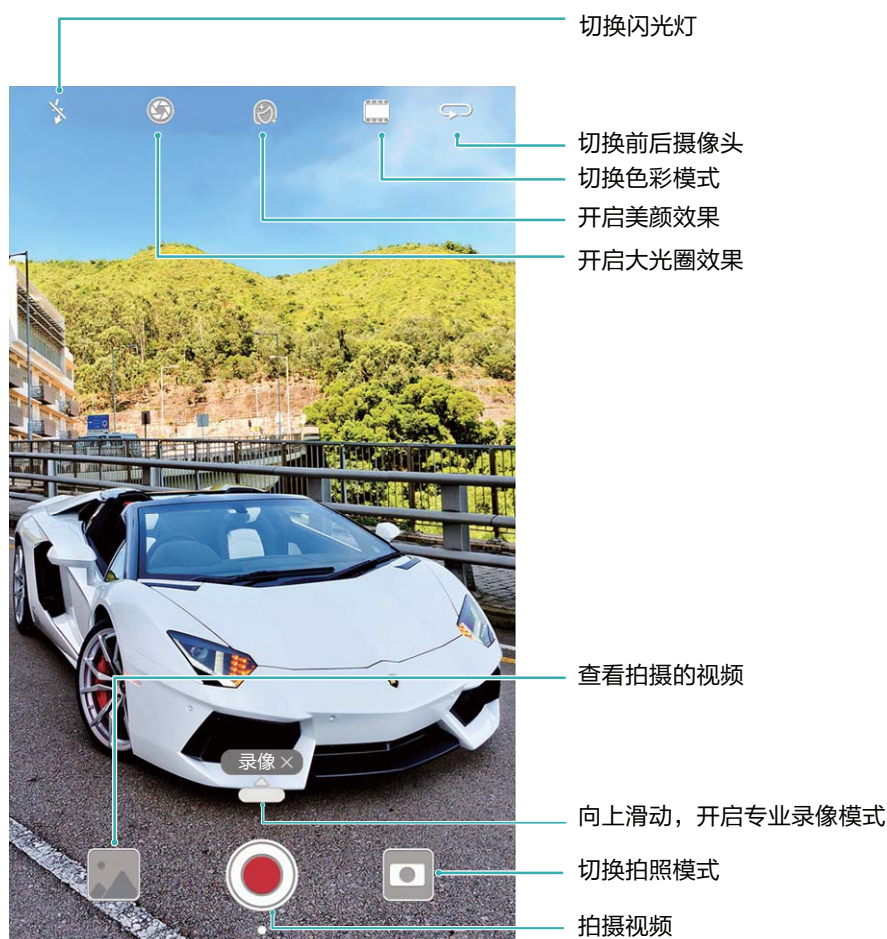 切换闪光灯
切换前后摄像头
切换色彩模式
开启美颜效果
开启大光圈效果
查看拍摄的视频
录像×
向上滑动，开启专业录像模式
切换拍照模式
拍摄视频